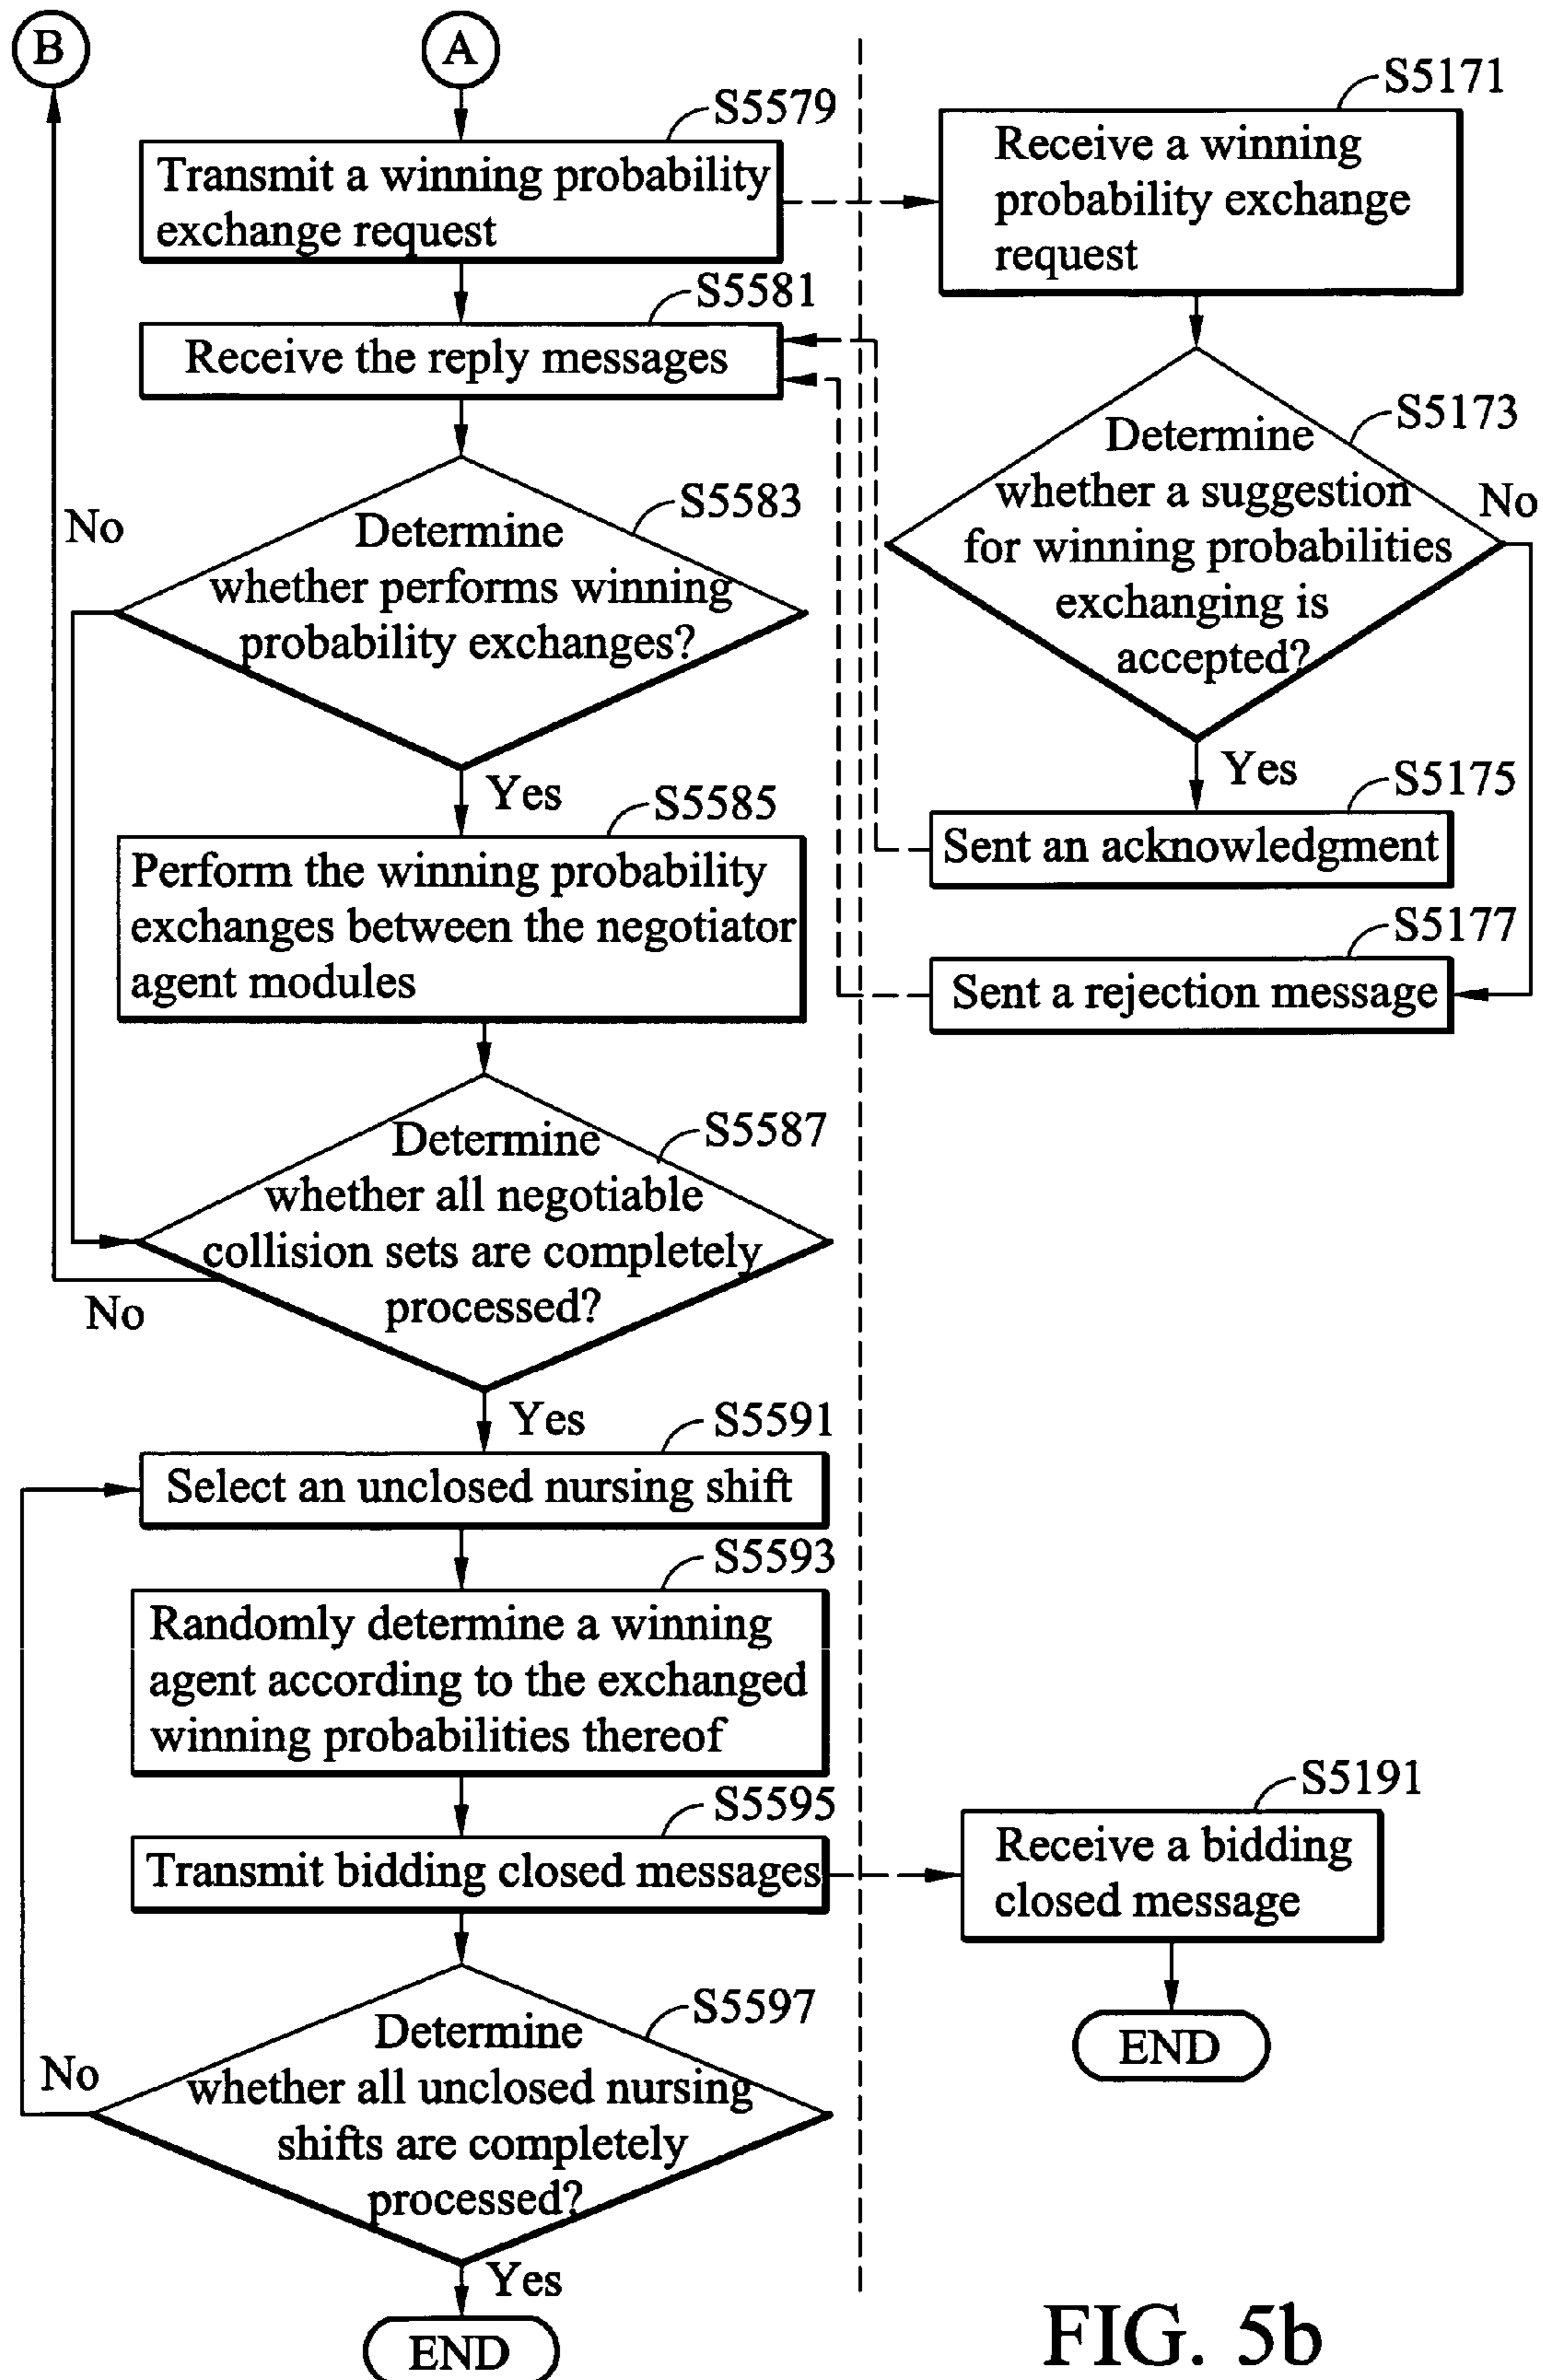 B
A
S5579
Transmit a winning probability
exchange request
S5581
Receive the reply messages
No
S5583
Determine
whether performs winning
probability exchanges?
Yes
S5585
Perform the winning probability
exchanges between the negotiator
agent modules
S5587
Determine
whether all negotiable
collision sets are completely
processed?
No
Yes
S5591
Select an unclosed nursing shift
S5593
Randomly determine a winning
agent according to the exchanged
winning probabilities thereof
S5595
Transmit bidding closed messages
S5597
Determine
whether all unclosed nursing
shifts are completely
processed?
No
Yes
END
S5171
Receive a winning
probability exchange
request
S5173
Determine
whether a suggestion
for winning probabilities
exchanging is
accepted?
No
Yes
S5175
Sent an acknowledgment
S5177
Sent a rejection message
S5191
Receive a bidding
closed message
END
FIG. 5b